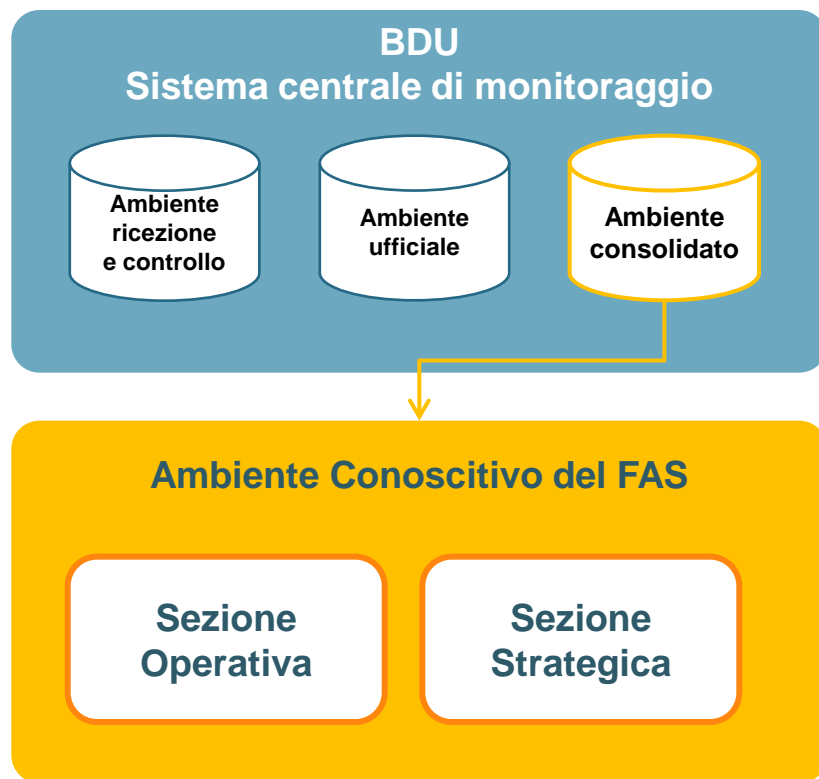 BDU
Sistema centrale di monitoraggio
Ambiente
ricezione
e controllo
Ambiente
ufficiale
Ambiente
consolidato
Ambiente Conoscitivo del FAS
Sezione
Operativa
Sezione
Strategica